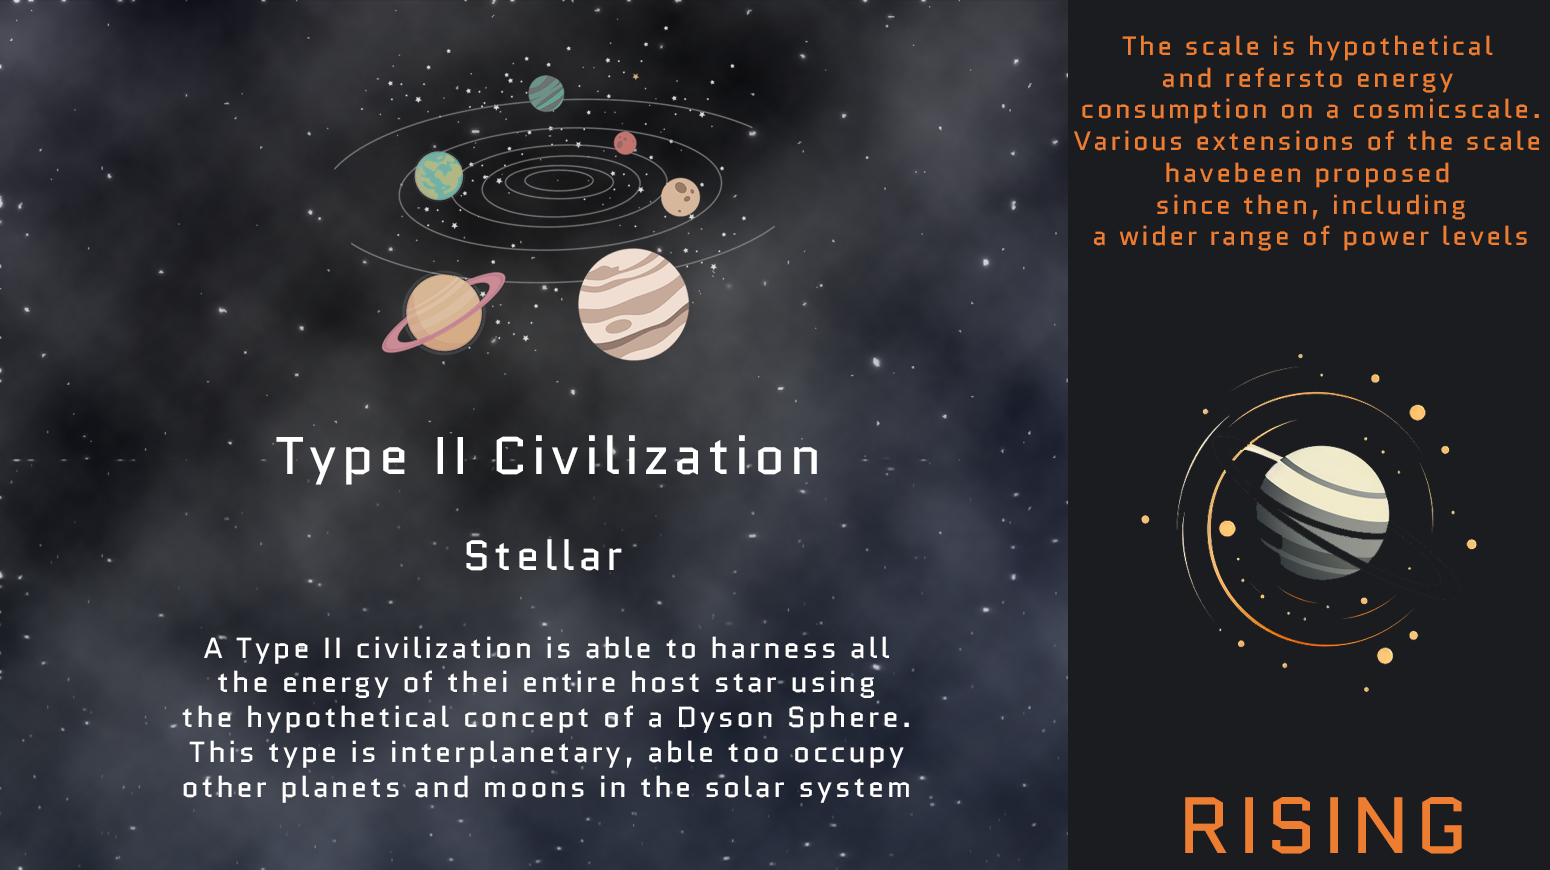 Type II Civilization
Stellar
A Type II civilization is able to harness all
the energy of thei entire host star using
the hypothetical concept of a Dyson Sphere.
This type is interplanetary, able too occupy
other planets and moons in the solar system
The scale is hypothetical
and refersto energy
consumption on a cosmicscale.
Various extensions of the scale
havebeen proposed
since then, including
a wider range of power levels
RISING